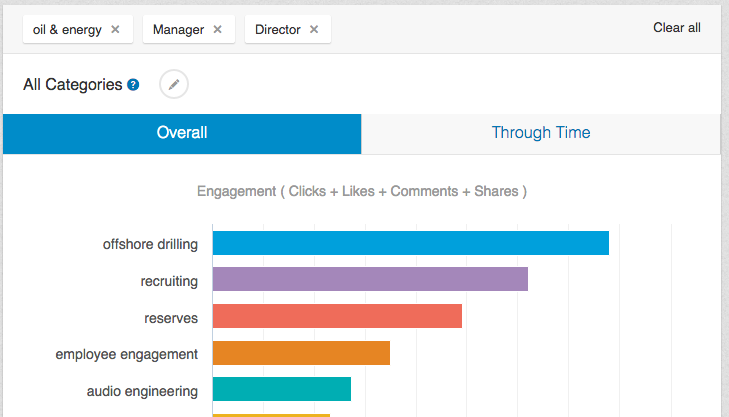 oil & energy ✕ Manager ✕ Director ✕ Clear all
All Categories ?
Overall Through Time
Engagement ( Clicks + Likes + Comments + Shares )
offshore drilling
recruiting
reserves
employee engagement
audio engineering